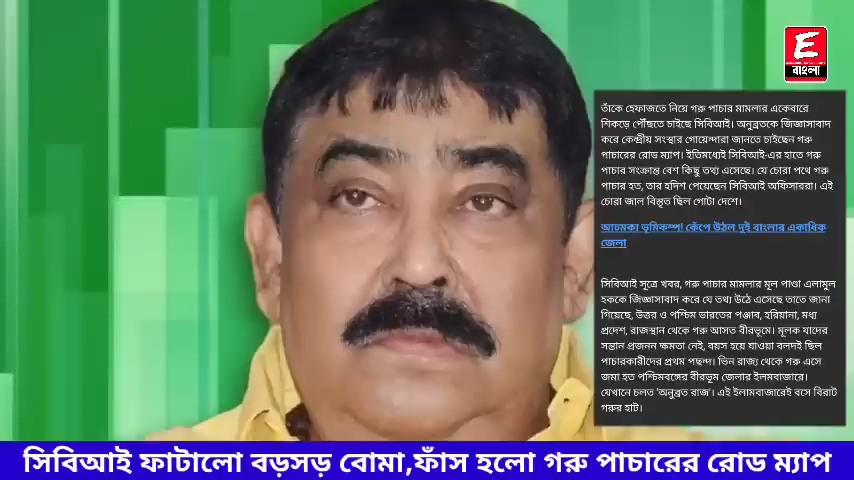 E
বাংলা
তাঁকে হেফাজতে নিয়ে গরু পাচার মামলার একেবারে
শিকড়ে পৌঁছতে চাইছে সিবিআই। অনুব্রতকে জিজ্ঞাসাবাদ
করে কেন্দ্রীয় সংস্থার গোয়েন্দারা জানতে চাইছেন গরু
পাচারের রোড ম্যাপ। ইতিমধ্যেই সিবিআই-এর হাতে গরু
পাচার সংক্রান্ত বেশ কিছু তথ্য এসেছে। যে চোরা পথে গরু
পাচার হত, তার হদিশ পেয়েছেন সিবিআই অফিসাররা। এই
চোরা জাল বিস্তৃত ছিল গোটা দেশে।
আচমকা ভূমিকম্প! কেঁপে উঠল দুই বাংলার একাধিক
জেলা
সিবিআই সূত্রে খবর, গরু পাচার মামলার মূল পাণ্ডা এলামুল
হককে জিজ্ঞাসাবাদ করে যে তথ্য উঠে এসেছে তাতে জানা
গিয়েছে, উত্তর ও পশ্চিম ভারতের পঞ্জাব, হরিয়ানা, মধ্য
প্রদেশ, রাজস্থান থেকে গরু আসত বীরভূমে। মূলক যাদের
সন্তান প্রজনন ক্ষমতা নেই, বয়স হয়ে যাওয়া বলদই ছিল
পাচারকারীদের প্রথম পছন্দ। ভিন রাজ্য থেকে গরু এসে
জমা হত পশ্চিমবঙ্গের বীরভূম জেলার ইলমবাজারে।
যেখানে চলত 'অনুব্রত রাজ'। এই ইলামবাজারেই বসে বিরাট
গরুর হাট।
সিবিআই ফাটালো বড়সড় বোমা,ফাঁস হলো গরু পাচারের রোড ম্যাপ